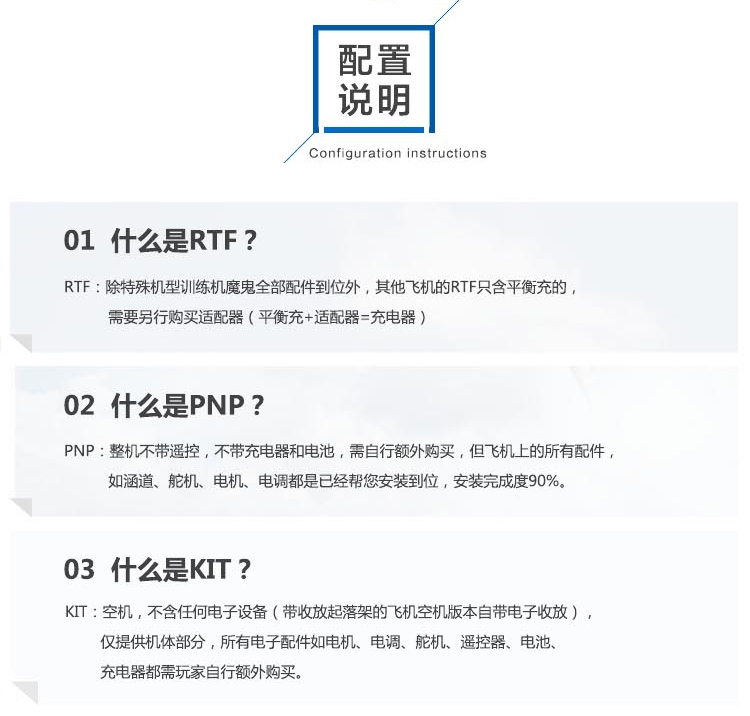 配置
说明
Configuration instructions
01 什么是RTF？
RTF：除特殊机型训练机魔鬼全部配件到位外，其他飞机的RTF只含平衡充的，
需要另行购买适配器（平衡充+适配器=充电器）
02 什么是PNP？
PNP：整机不带遥控，不带充电器和电池，需自行额外购买，但飞机上的所有配件，
如涵道、舵机、电机、电调都是已经帮您安装到位，安装完成度90%。
03 什么是KIT？
KIT：空机，不含任何电子设备（带收放起落架的飞机空机版本自带电子收放），
仅提供机体部分，所有电子配件如电机、电调、舵机、遥控器、电池、
充电器都需玩家自行额外购买。